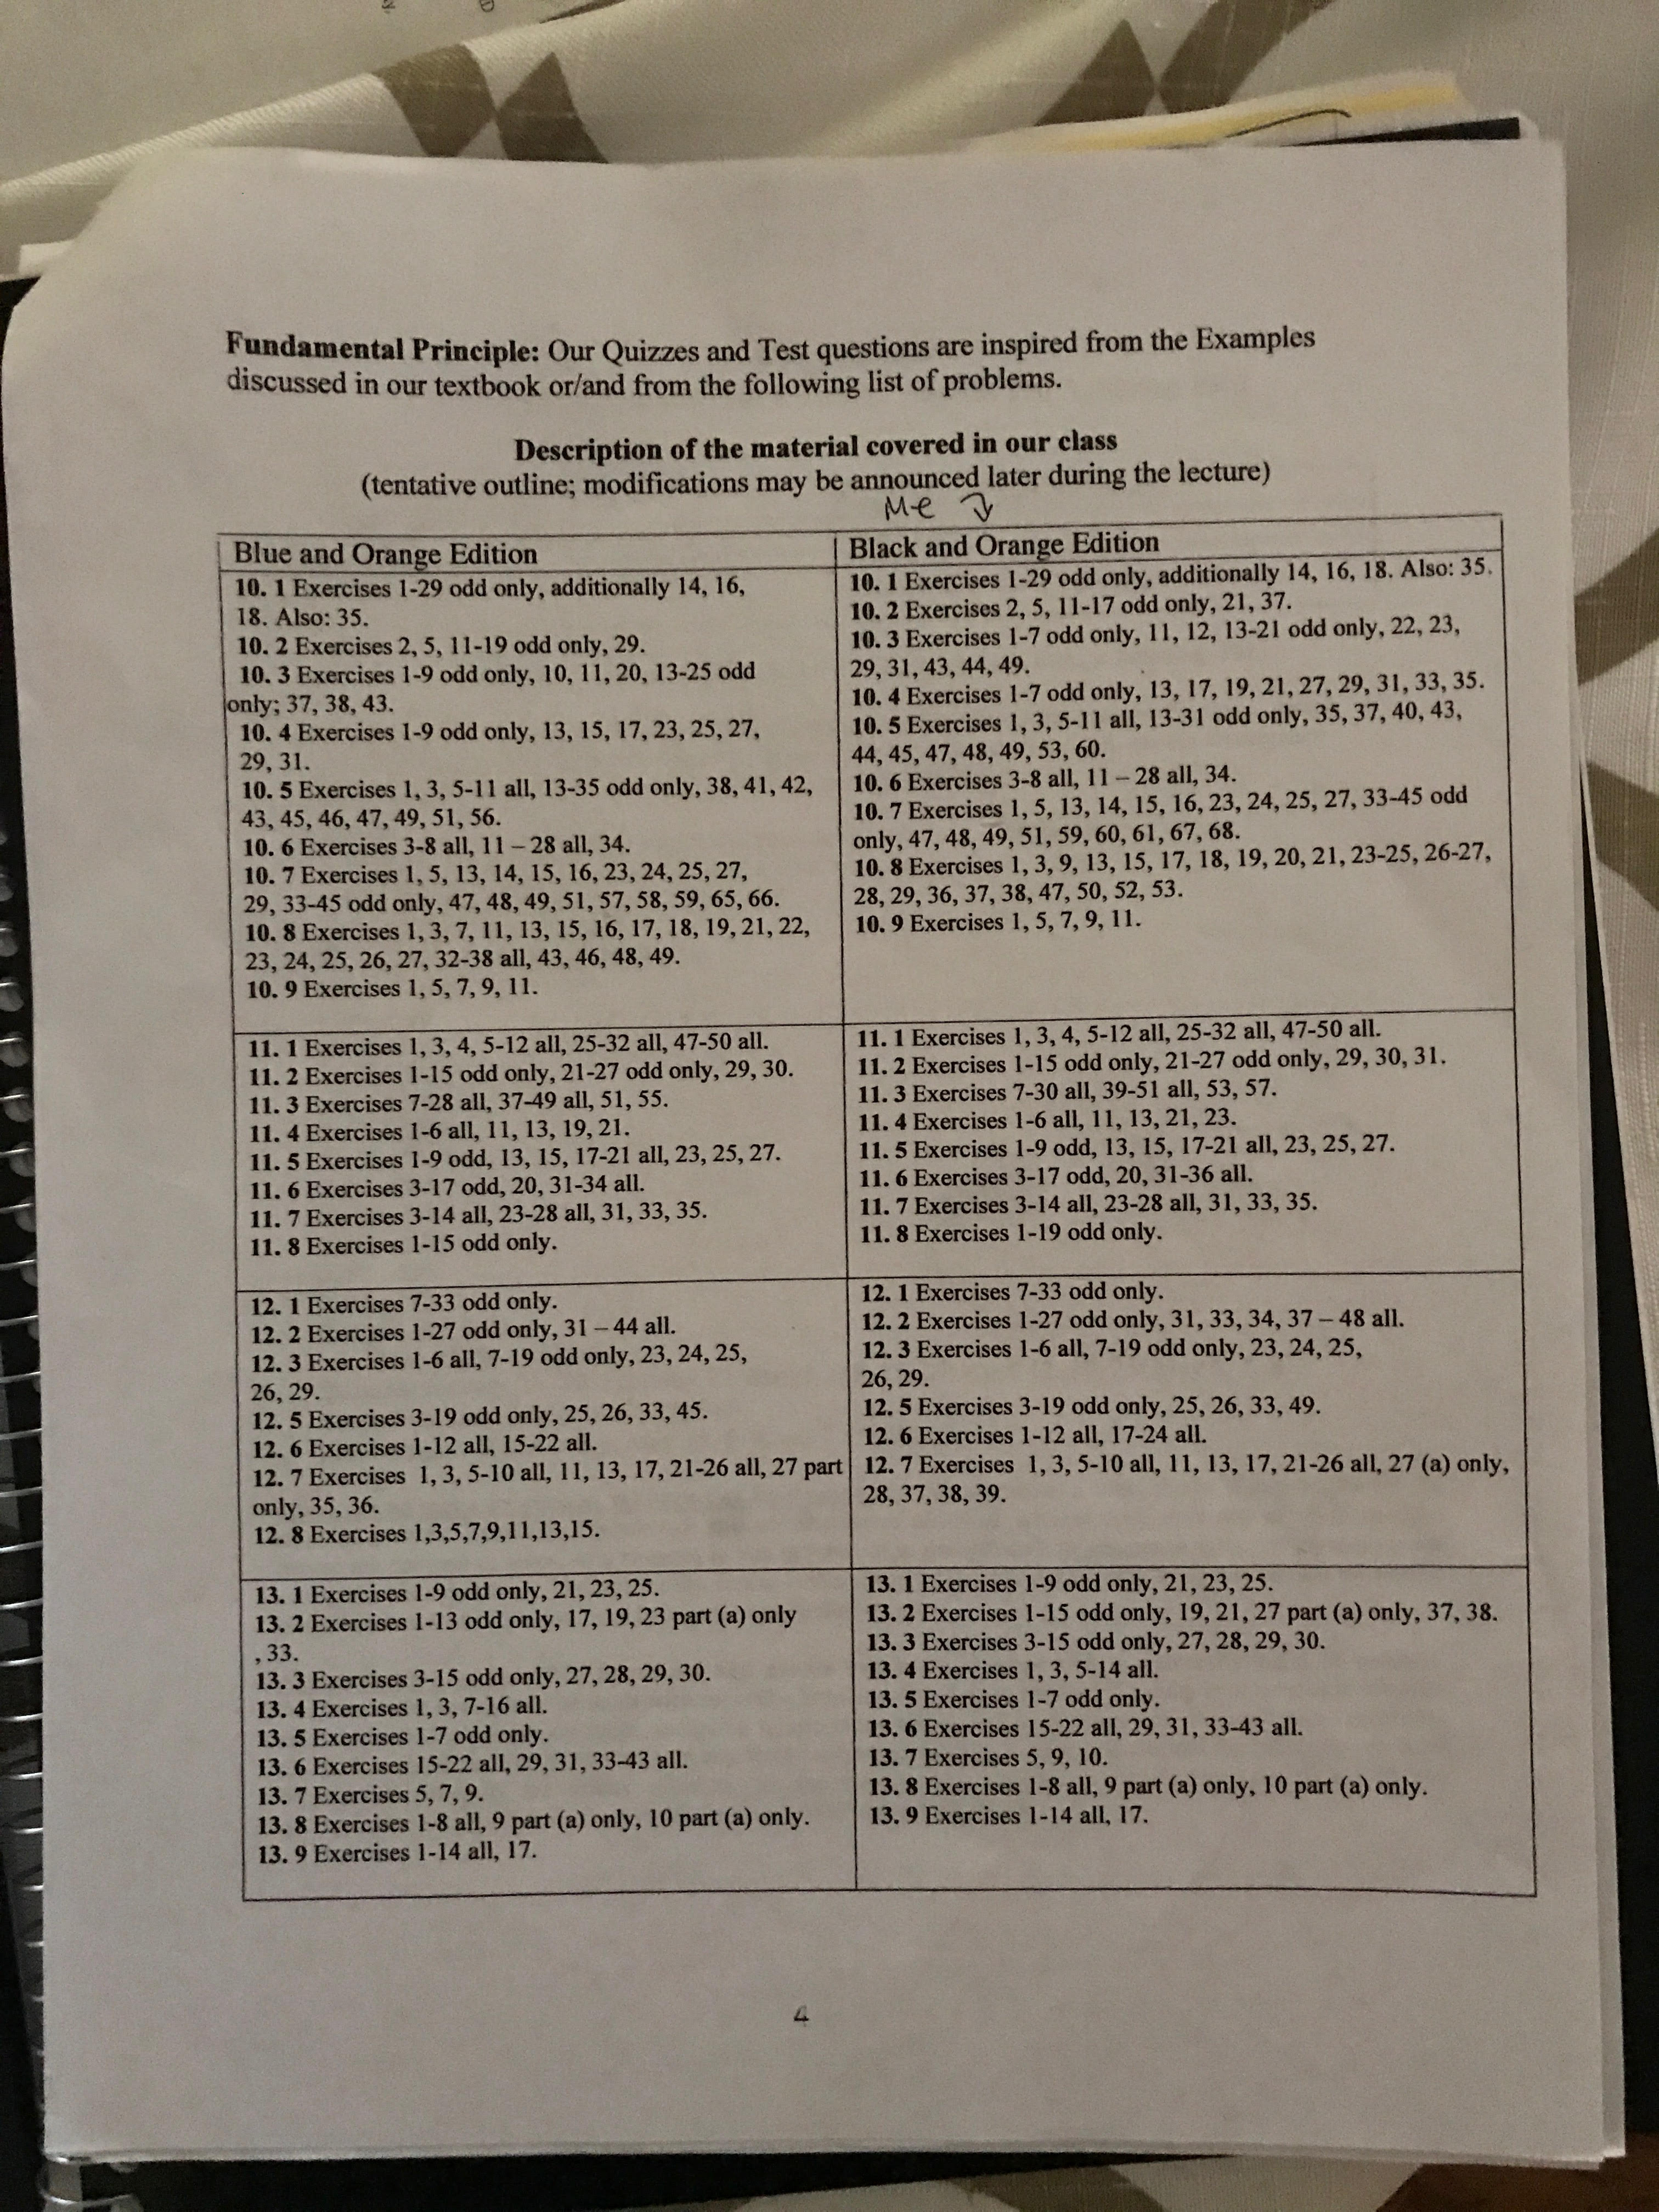 Fundamental Principle: Our Quizzes and Test questions are inspired from the Examples
discussed in our textbook or/and from the following list of problems.
Description of the material covered in our class
(tentative outline; modifications may be announced later during the lecture)
Me
Blue and Orange Edition
10. 1 Exercises 1-29 odd only, additionally 14, 16,
18. Also: 35.
10. 2 Exercises 2, 5, 11-19 odd only, 29.
10. 3 Exercises 1-9 odd only, 10, 11, 20, 13-25 odd
only; 37, 38, 43.
10. 4 Exercises 1-9 odd only, 13, 15, 17, 23, 25, 27,
29, 31.
10. 5 Exercises 1, 3, 5-11 all, 13-35 odd only, 38, 41, 42,
43, 45, 46, 47, 49, 51, 56.
10. 6 Exercises 3-8 all, 11 – 28 all, 34.
10. 7 Exercises 1, 5, 13, 14, 15, 16, 23, 24, 25, 27,
29, 33-45 odd only, 47, 48, 49, 51, 57, 58, 59, 65, 66.
10. 8 Exercises 1, 3, 7, 11, 13, 15, 16, 17, 18, 19, 21, 22,
23, 24, 25, 26, 27, 32-38 all, 43, 46, 48, 49.
10. 9 Exercises 1, 5, 7, 9, 11.
Black and Orange Edition
10. 1 Exercises 1-29 odd only, additionally 14, 16, 18. Also: 35.
10. 2 Exercises 2, 5, 11-17 odd only, 21, 37.
10. 3 Exercises 1-7 odd only, 11, 12, 13-21 odd only, 22, 23,
29, 31, 43, 44, 49.
10. 4 Exercises 1-7 odd only, 13, 17, 19, 21, 27, 29, 31, 33, 35.
10. 5 Exercises 1, 3, 5-11 all, 13-31 odd only, 35, 37, 40, 43,
44, 45, 47, 48, 49, 53, 60.
10. 6 Exercises 3-8 all, 11 – 28 all, 34.
10. 7 Exercises 1, 5, 13, 14, 15, 16, 23, 24, 25, 27, 33-45 odd
only, 47, 48, 49, 51, 59, 60, 61, 67, 68.
10. 8 Exercises 1, 3, 9, 13, 15, 17, 18, 19, 20, 21, 23-25, 26-27,
28, 29, 36, 37, 38, 47, 50, 52, 53.
10. 9 Exercises 1, 5, 7, 9, 11.
11. 1 Exercises 1, 3, 4, 5-12 all, 25-32 all, 47-50 all.
11. 2 Exercises 1-15 odd only, 21-27 odd only, 29, 30.
11. 3 Exercises 7-28 all, 37-49 all, 51, 55.
11. 4 Exercises 1-6 all, 11, 13, 19, 21.
11. 5 Exercises 1-9 odd, 13, 15, 17-21 all, 23, 25, 27.
11. 6 Exercises 3-17 odd, 20, 31-34 all.
11. 7 Exercises 3-14 all, 23-28 all, 31, 33, 35.
11. 8 Exercises 1-15 odd only.
11. 1 Exercises 1, 3, 4, 5-12 all, 25-32 all, 47-50 all.
11. 2 Exercises 1-15 odd only, 21-27 odd only, 29, 30, 31.
11. 3 Exercises 7-30 all, 39-51 all, 53, 57.
11. 4 Exercises 1-6 all, 11, 13, 21, 23.
11. 5 Exercises 1-9 odd, 13, 15, 17-21 all, 23, 25, 27.
11. 6 Exercises 3-17 odd, 20, 31-36 all.
11. 7 Exercises 3-14 all, 23-28 all, 31, 33, 35.
11. 8 Exercises 1-19 odd only.
12. 1 Exercises 7-33 odd only.
12. 2 Exercises 1-27 odd only, 31 – 44 all.
12. 3 Exercises 1-6 all, 7-19 odd only, 23, 24, 25,
26, 29.
12. 5 Exercises 3-19 odd only, 25, 26, 33, 45.
12. 6 Exercises 1-12 all, 15-22 all.
12. 7 Exercises 1, 3, 5-10 all, 11, 13, 17, 21-26 all, 27 part
only, 35, 36.
12. 8 Exercises 1,3,5,7,9,11,13,15.
12. 1 Exercises 7-33 odd only.
12. 2 Exercises 1-27 odd only, 31, 33, 34, 37 – 48 all.
12. 3 Exercises 1-6 all, 7-19 odd only, 23, 24, 25,
26, 29.
12. 5 Exercises 3-19 odd only, 25, 26, 33, 49.
12. 6 Exercises 1-12 all, 17-24 all.
12. 7 Exercises 1, 3, 5-10 all, 11, 13, 17, 21-26 all, 27 (a) only,
28, 37, 38, 39.
13. 1 Exercises 1-9 odd only, 21, 23, 25.
13. 2 Exercises 1-13 odd only, 17, 19, 23 part (a) only
, 33.
13. 3 Exercises 3-15 odd only, 27, 28, 29, 30.
13. 4 Exercises 1, 3, 7-16 all.
13. 5 Exercises 1-7 odd only.
13. 6 Exercises 15-22 all, 29, 31, 33-43 all.
13. 7 Exercises 5, 7, 9.
13. 8 Exercises 1-8 all, 9 part (a) only, 10 part (a) only.
13. 9 Exercises 1-14 all, 17.
13. 1 Exercises 1-9 odd only, 21, 23, 25.
13. 2 Exercises 1-15 odd only, 19, 21, 27 part (a) only, 37, 38.
13. 3 Exercises 3-15 odd only, 27, 28, 29, 30.
13. 4 Exercises 1, 3, 5-14 all.
13. 5 Exercises 1-7 odd only.
13. 6 Exercises 15-22 all, 29, 31, 33-43 all.
13. 7 Exercises 5, 9, 10.
13. 8 Exercises 1-8 all, 9 part (a) only, 10 part (a) only.
13. 9 Exercises 1-14 all, 17.
4